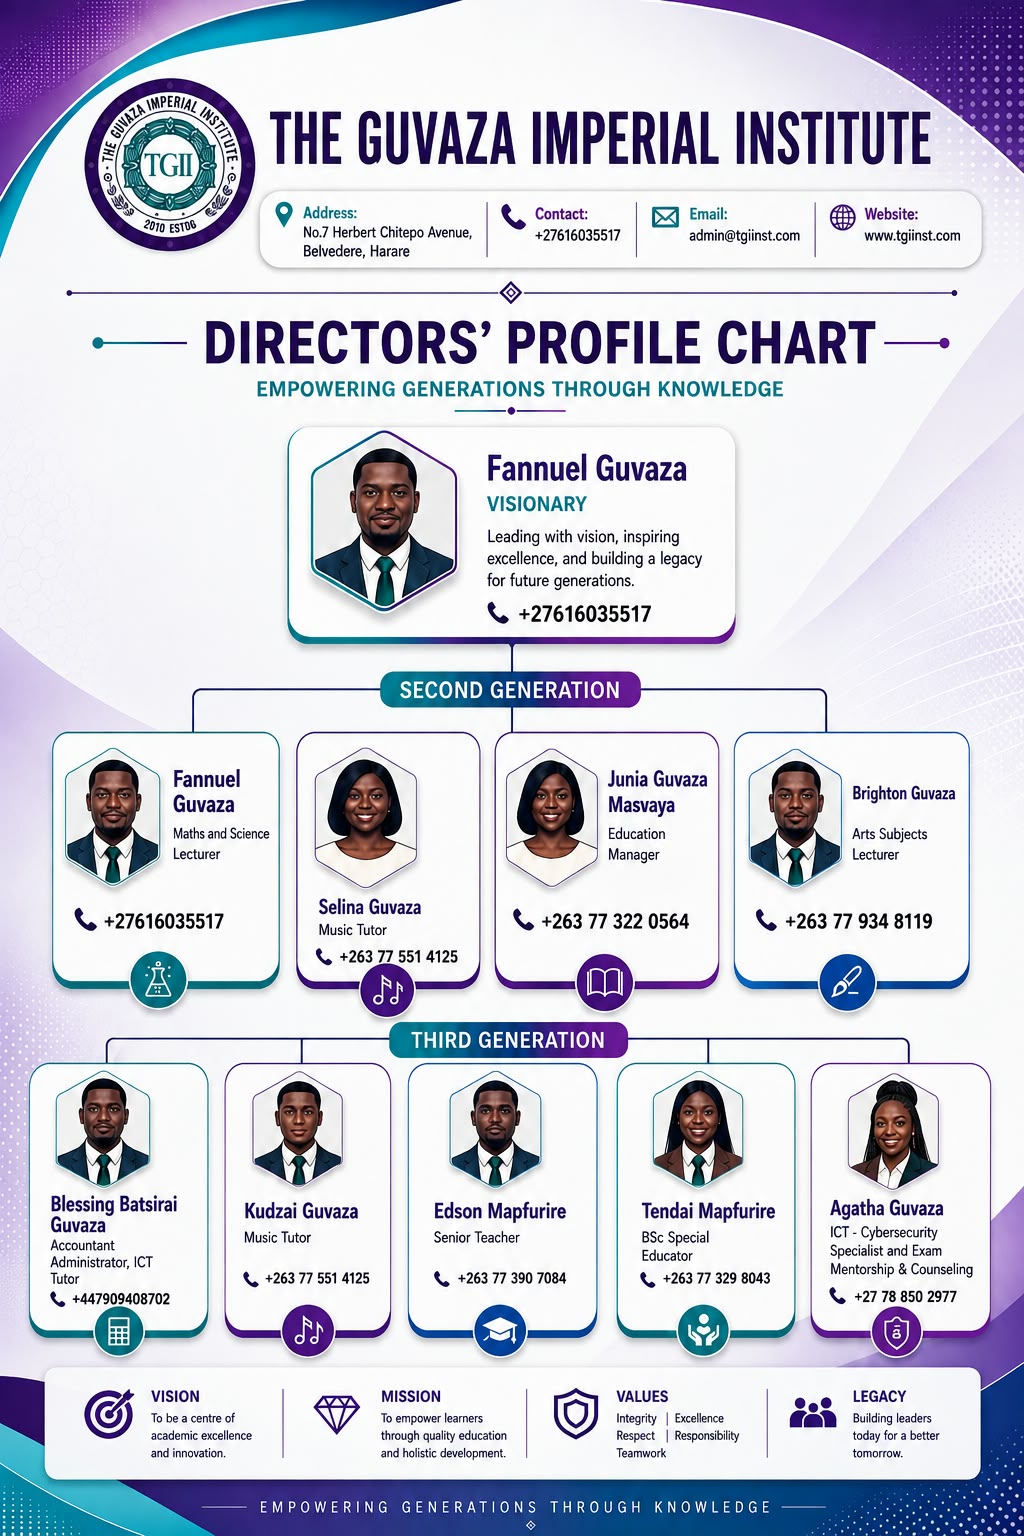 THE GUVAZA IMPERIAL INSTITUTE
TGII
2010 ESTDG
THE GUVAZA IMPERIAL INSTITUTE
Address:
No.7 Herbert Chitepo Avenue,
Belvedere, Harare
Contact:
+27616035517
Email:
admin@tgiinst.com
Website:
www.tgiinst.com
DIRECTORS' PROFILE CHART
EMPOWERING GENERATIONS THROUGH KNOWLEDGE
Fannuel Guvaza
VISIONARY
Leading with vision, inspiring
excellence, and building a legacy
for future generations.
+27616035517
SECOND GENERATION
Fannuel
Guvaza
Maths and Science
Lecturer
+27616035517
Selina Guvaza
Music Tutor
+263 77 551 4125
Junia Guvaza
Masvaya
Education
Manager
+263 77 322 0564
Brighton Guvaza
Arts Subjects
Lecturer
+263 77 934 8119
THIRD GENERATION
Blessing Batsirai
Guvaza
Accountant
Administrator, ICT
Tutor
+447909408702
Kudzai Guvaza
Music Tutor
+263 77 551 4125
Edson Mapfurire
Senior Teacher
+263 77 390 7084
Tendai Mapfurire
BSc Special
Educator
+263 77 329 8043
Agatha Guvaza
ICT - Cybersecurity
Specialist and Exam
Mentorship & Counseling
+27 78 850 2977
VISION
To be a centre of
academic excellence
and innovation.
MISSION
To empower learners
through quality education
and holistic development.
VALUES
Integrity | Excellence
Respect | Responsibility
Teamwork
LEGACY
Building leaders
today for a better
tomorrow.
EMPOWERING GENERATIONS THROUGH KNOWLEDGE